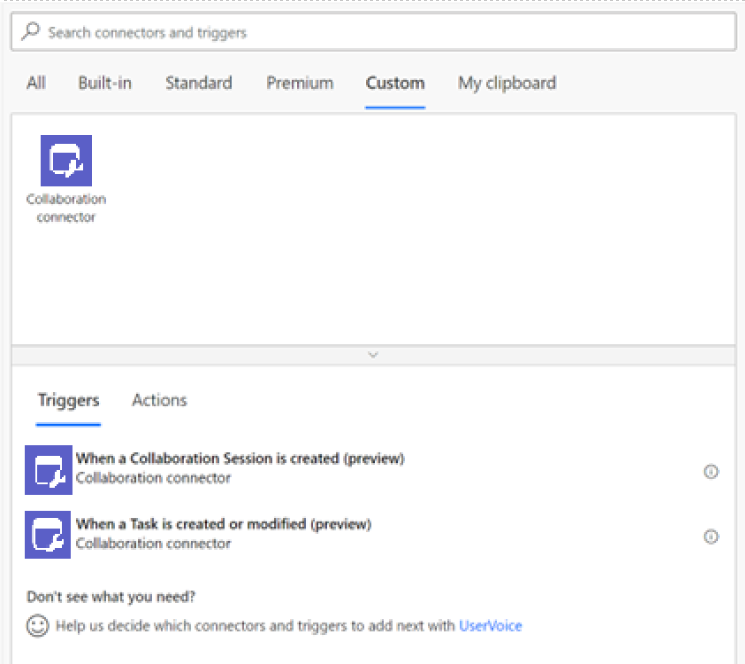 Search connectors and triggers
All Built-in Standard Premium Custom My clipboard
Collaboration
connector
Triggers Actions
When a Collaboration Session is created (preview)
Collaboration connector
When a Task is created or modified (preview)
Collaboration connector
Don't see what you need?
Help us decide which connectors and triggers to add next with UserVoice